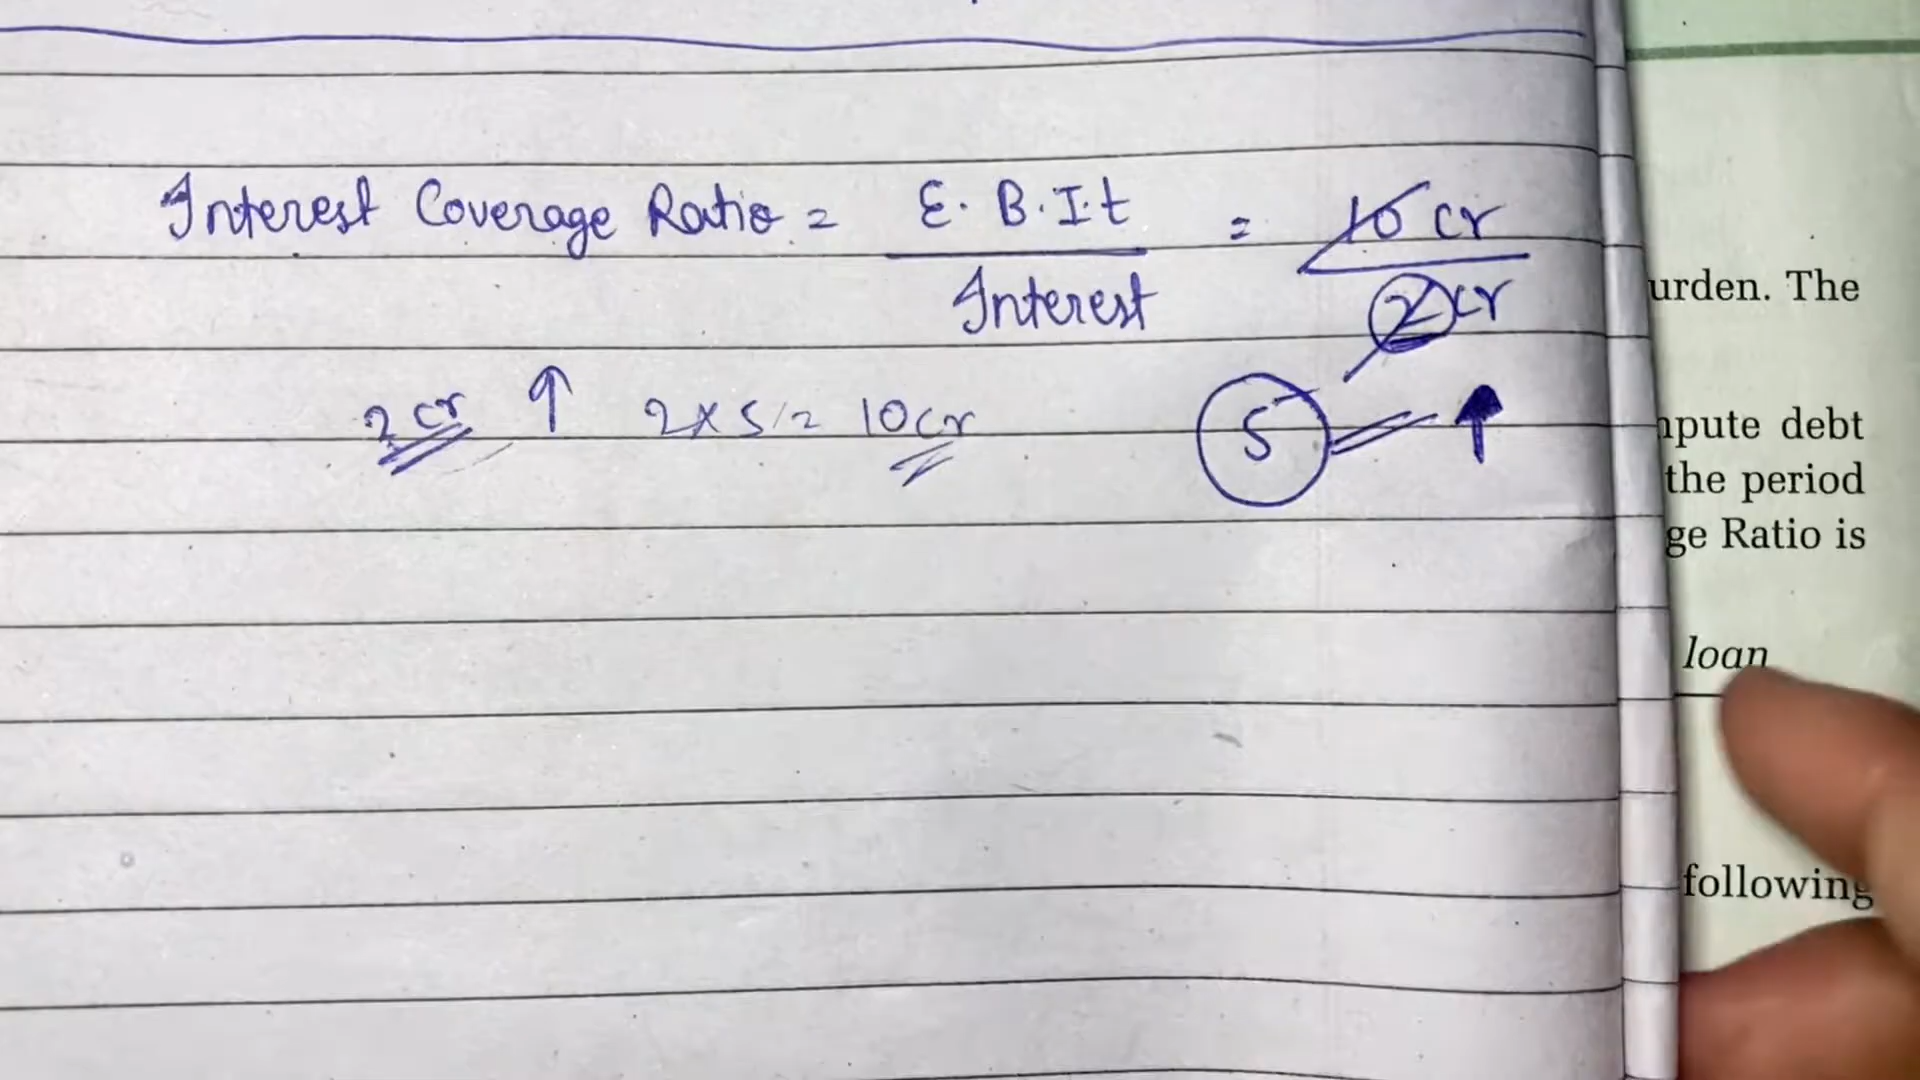 Interest Coverage Ratio = E.B.I.t = 10 cr
Interest 2 cr
2 cr ↑ 2 x 5 = 10 cr 5 = ↑
urden. The
pute debt
the period
ge Ratio is
loan
following